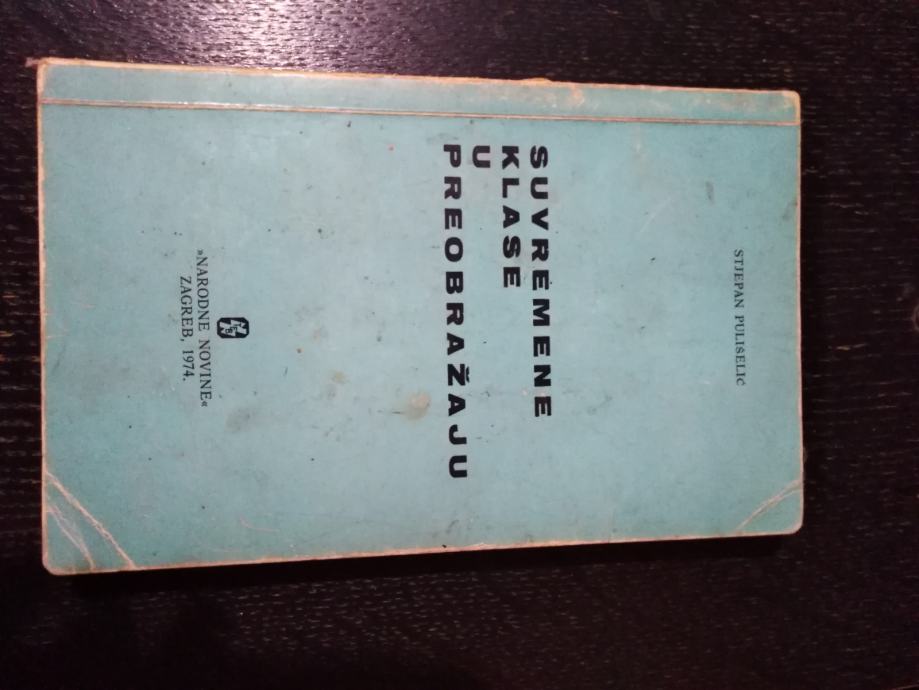 STJEPAN PULIŠELIĆ
SUVREMENE
KLASE
U
PREOBRAŽAJU
»NARODNE NOVINE«
ZAGREB, 1974.